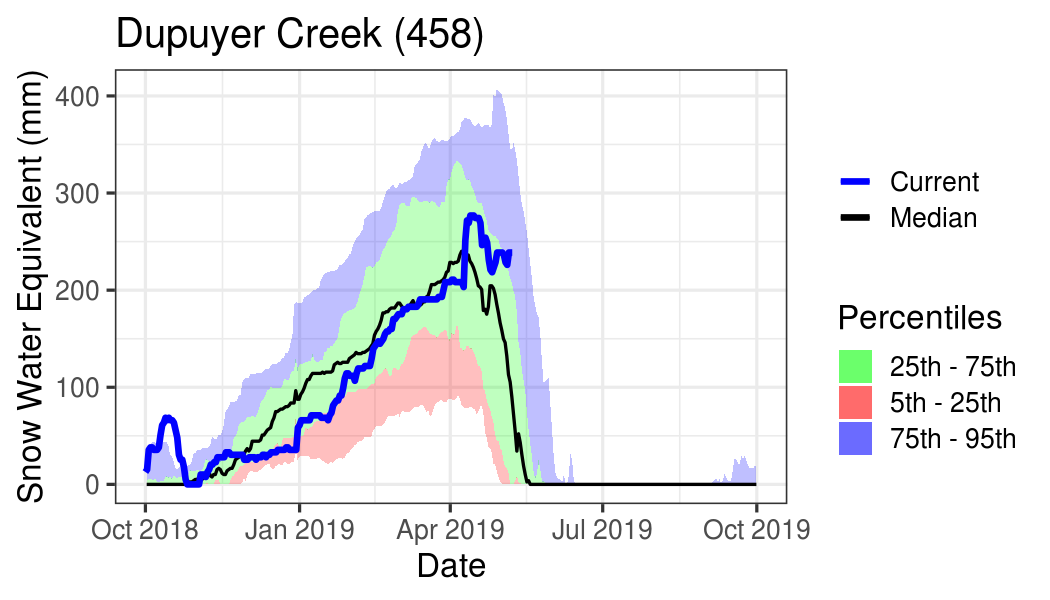 Dupuyer Creek (458)
Snow Water Equivalent (mm)
400
300
200
100
0
Oct 2018
Jan 2019
Apr 2019
Jul 2019
Oct 2019
Date
Current
Median
Percentiles
25th - 75th
5th - 25th
75th - 95th